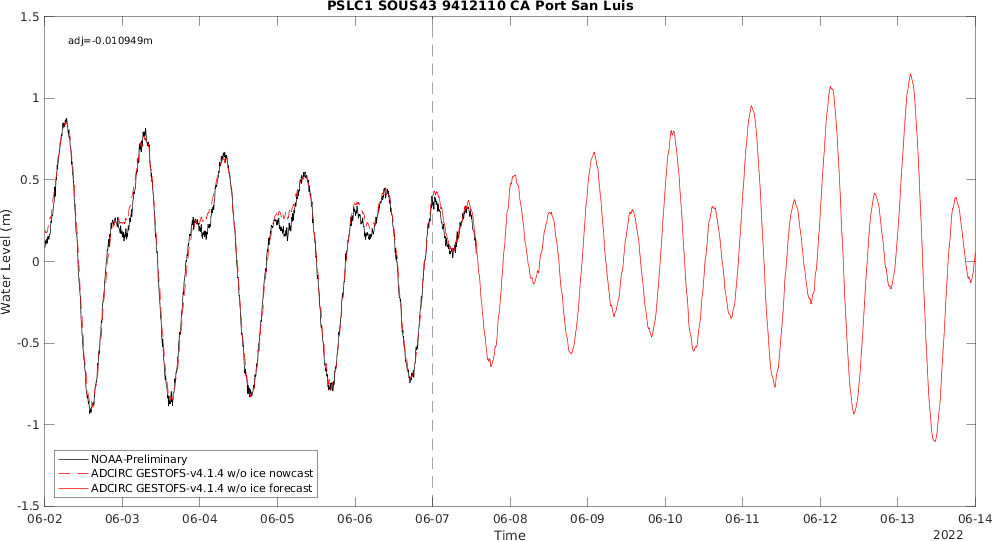 PSLC1 SOUS43 9412110 CA Port San Luis
adj=-0.010949m
1.5
1
0.5
0
-0.5
-1
-1.5
Water Level (m)
NOAA-Preliminary
ADCIRC GESTOFS-v4.1.4 w/o ice nowcast
ADCIRC GESTOFS-v4.1.4 w/o ice forecast
06-02 06-03 06-04 06-05 06-06 06-07 06-08 06-09 06-10 06-11 06-12 06-13 06-14
Time
2022